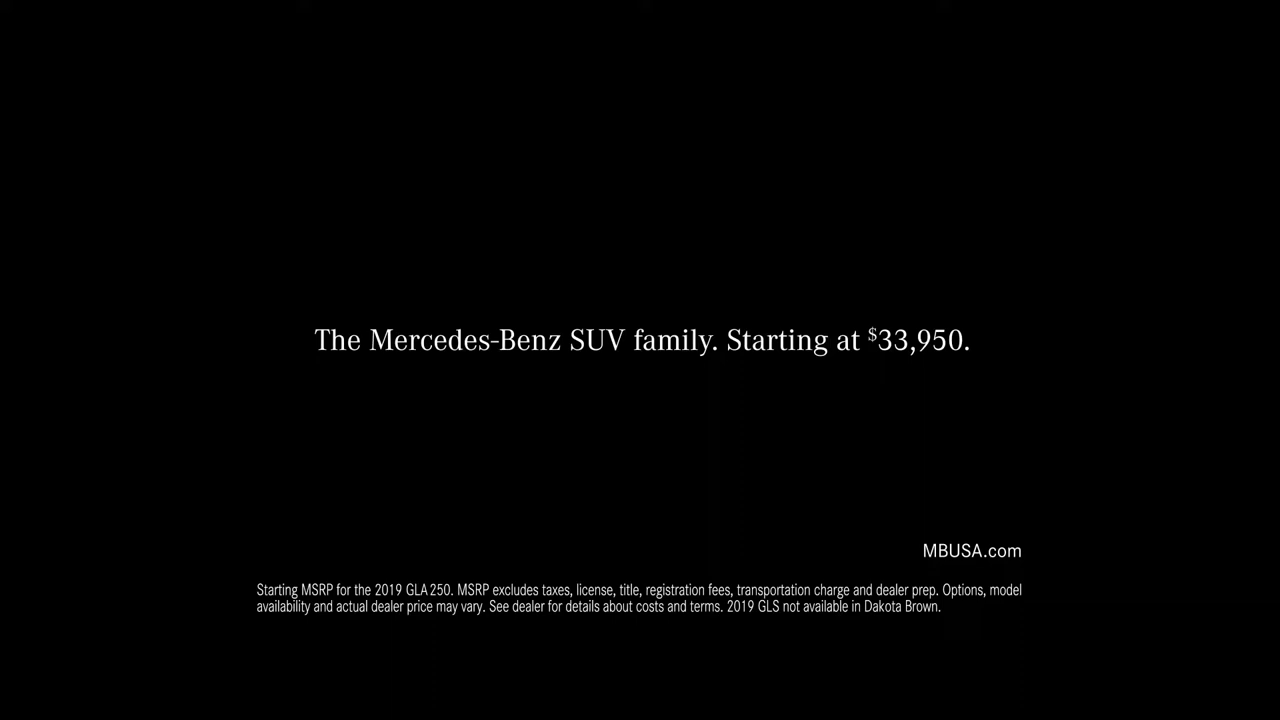 The Mercedes-Benz SUV family. Starting at $33,950.
MBUSA.com
Starting MSRP for the 2019 GLA 250. MSRP excludes taxes, license, title, registration fees, transportation charge and dealer prep. Options, model
availability and actual dealer price may vary. See dealer for details about costs and terms. 2019 GLS not available in Dakota Brown.